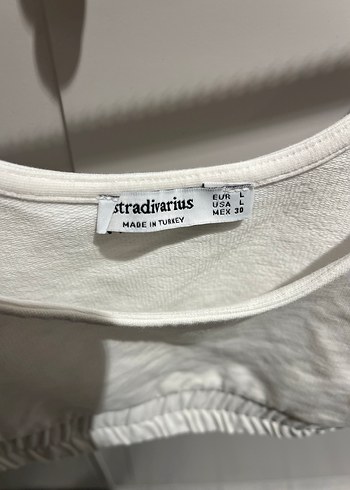 stradivarius
MADE IN TURKEY
EUR L
USA L
MEX 30